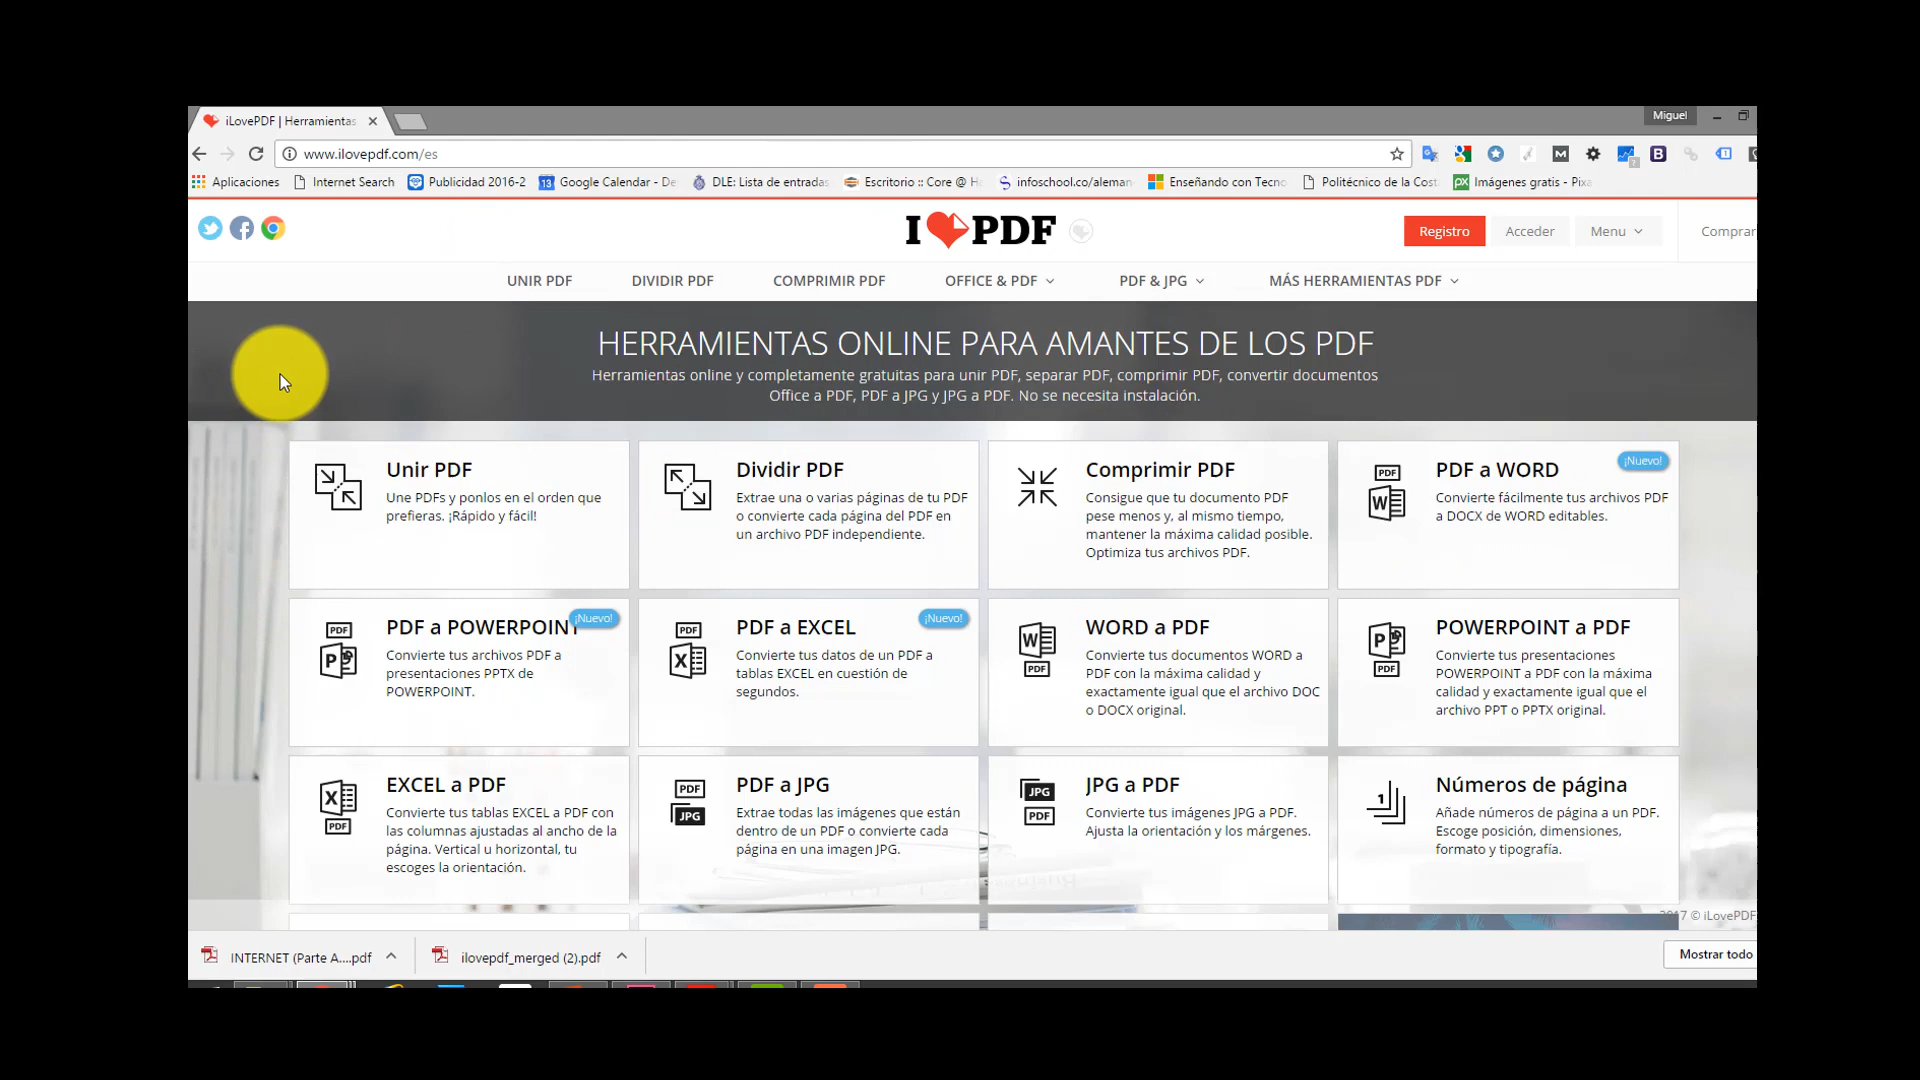 iLovePDF | Herramientas
Miguel
www.ilovepdf.com/es
Aplicaciones
Internet Search
Publicidad 2016-2
Google Calendar - De
DLE: Lista de entradas
Escritorio :: Core @ H
infoschool.co/aleman
Enseñando con Tecno
Politécnico de la Cost
Imágenes gratis - Pixa
I PDF
Registro
Acceder
Menu
Comprar
UNIR PDF
DIVIDIR PDF
COMPRIMIR PDF
OFFICE & PDF
PDF & JPG
MÁS HERRAMIENTAS PDF
HERRAMIENTAS ONLINE PARA AMANTES DE LOS PDF
Herramientas online y completamente gratuitas para unir PDF, separar PDF, comprimir PDF, convertir documentos
Office a PDF, PDF a JPG y JPG a PDF. No se necesita instalación.
Unir PDF
Une PDFs y ponlos en el orden que
prefieras. ¡Rápido y fácil!
Dividir PDF
Extrae una o varias páginas de tu PDF
o convierte cada página del PDF en
un archivo PDF independiente.
Comprimir PDF
Consigue que tu documento PDF
pese menos y, al mismo tiempo,
mantener la máxima calidad posible.
Optimiza tus archivos PDF.
PDF
W
PDF a WORD
¡Nuevo!
Convierte fácilmente tus archivos PDF
a DOCX de WORD editables.
PDF
P
PDF a POWERPOINT
¡Nuevo!
Convierte tus archivos PDF a
presentaciones PPTX de
POWERPOINT.
PDF
X
PDF a EXCEL
¡Nuevo!
Convierte tus datos de un PDF a
tablas EXCEL en cuestión de
segundos.
W
PDF
WORD a PDF
Convierte tus documentos WORD a
PDF con la máxima calidad y
exactamente igual que el archivo DOC
o DOCX original.
P
PDF
POWERPOINT a PDF
Convierte tus presentaciones
POWERPOINT a PDF con la máxima
calidad y exactamente igual que el
archivo PPT o PPTX original.
X
PDF
EXCEL a PDF
Convierte tus tablas EXCEL a PDF con
las columnas ajustadas al ancho de la
página. Vertical u horizontal, tu
escoges la orientación.
PDF
JPG
PDF a JPG
Extrae todas las imágenes que están
dentro de un PDF o convierte cada
página en una imagen JPG.
JPG
PDF
JPG a PDF
Convierte tus imágenes JPG a PDF.
Ajusta la orientación y los márgenes.
1
Números de página
Añade números de página a un PDF.
Escoge posición, dimensiones,
formato y tipografía.
2017 © iLovePDF
INTERNET (Parte A....pdf
ilovepdf_merged (2).pdf
Mostrar todo